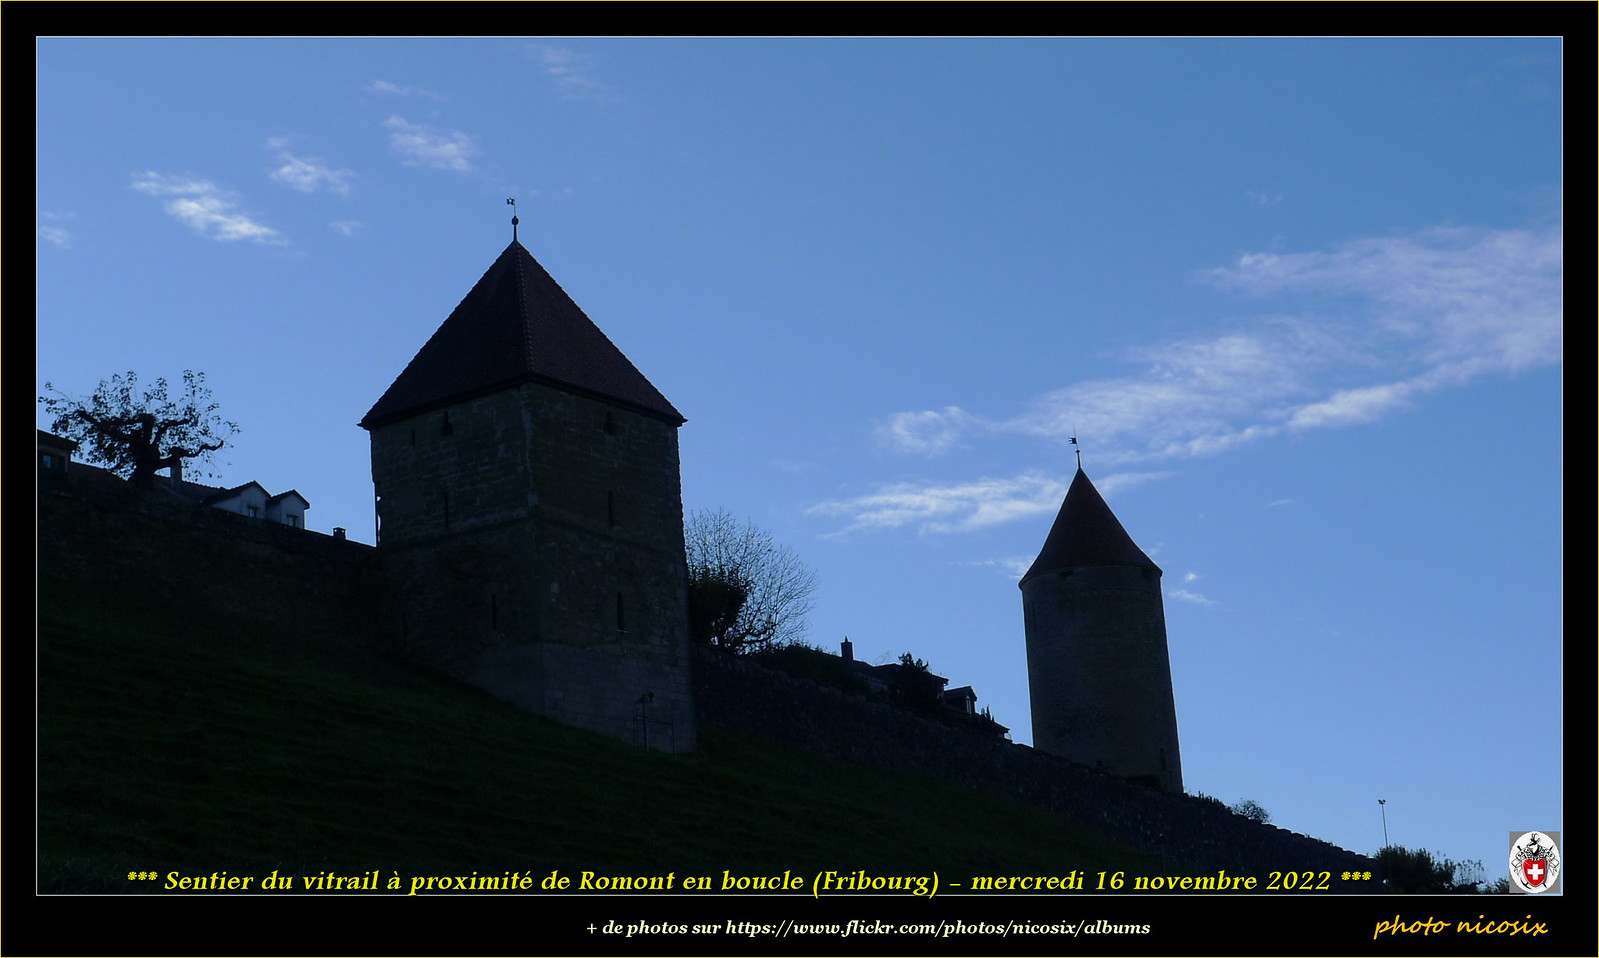 *** Sentier du vitrail à proximité de Romont en boucle (Fribourg) – mercredi 16 novembre 2022 ***
+ de photos sur https://www.flickr.com/photos/nicosix/albums
photo nicosix